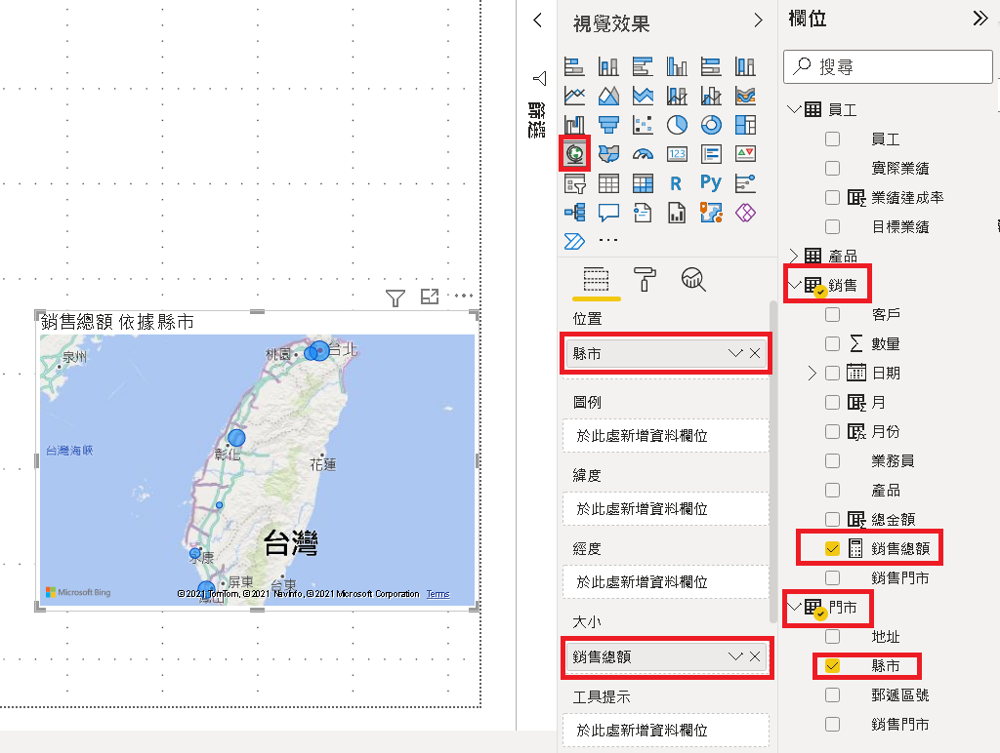 銷售總額 依據 縣市
泉州
桃園
台北
台灣海峽
彰化
花蓮
台灣
永康
屏東
台東
鳳山
Microsoft Bing
© 2021 TomTom, © 2021 NavInfo, © 2021 Microsoft Corporation Terms
篩選
視覺效果
123
R
Py
位置
縣市
圖例
於此處新增資料欄位
緯度
於此處新增資料欄位
經度
於此處新增資料欄位
大小
銷售總額
工具提示
於此處新增資料欄位
欄位
搜尋
員工
員工
實際業績
業績達成率
目標業績
產品
銷售
客戶
數量
日期
月
月份
業務員
產品
總金額
銷售總額
銷售門市
門市
地址
縣市
郵遞區號
銷售門市